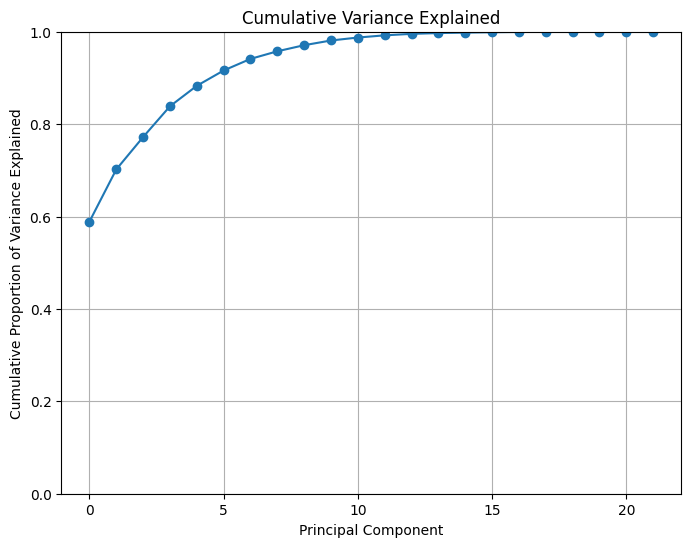 Cumulative Variance Explained
Cumulative Proportion of Variance Explained
1.0
0.8
0.6
0.4
0.2
0.0
0 5 10 15 20
Principal Component